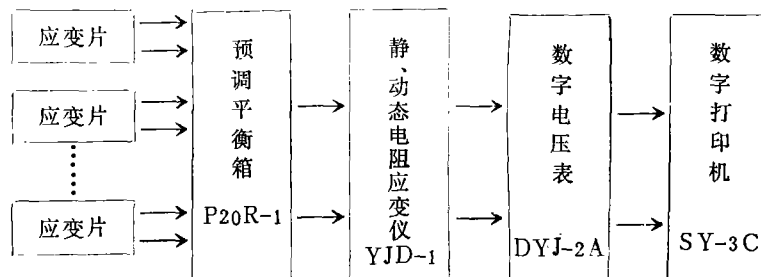 应变片
应变片
应变片
预调平衡箱
P20R-1
静、动态电阻应变仪
YJD-1
数字电压表
DYJ-2A
数字打印机
SY-3C